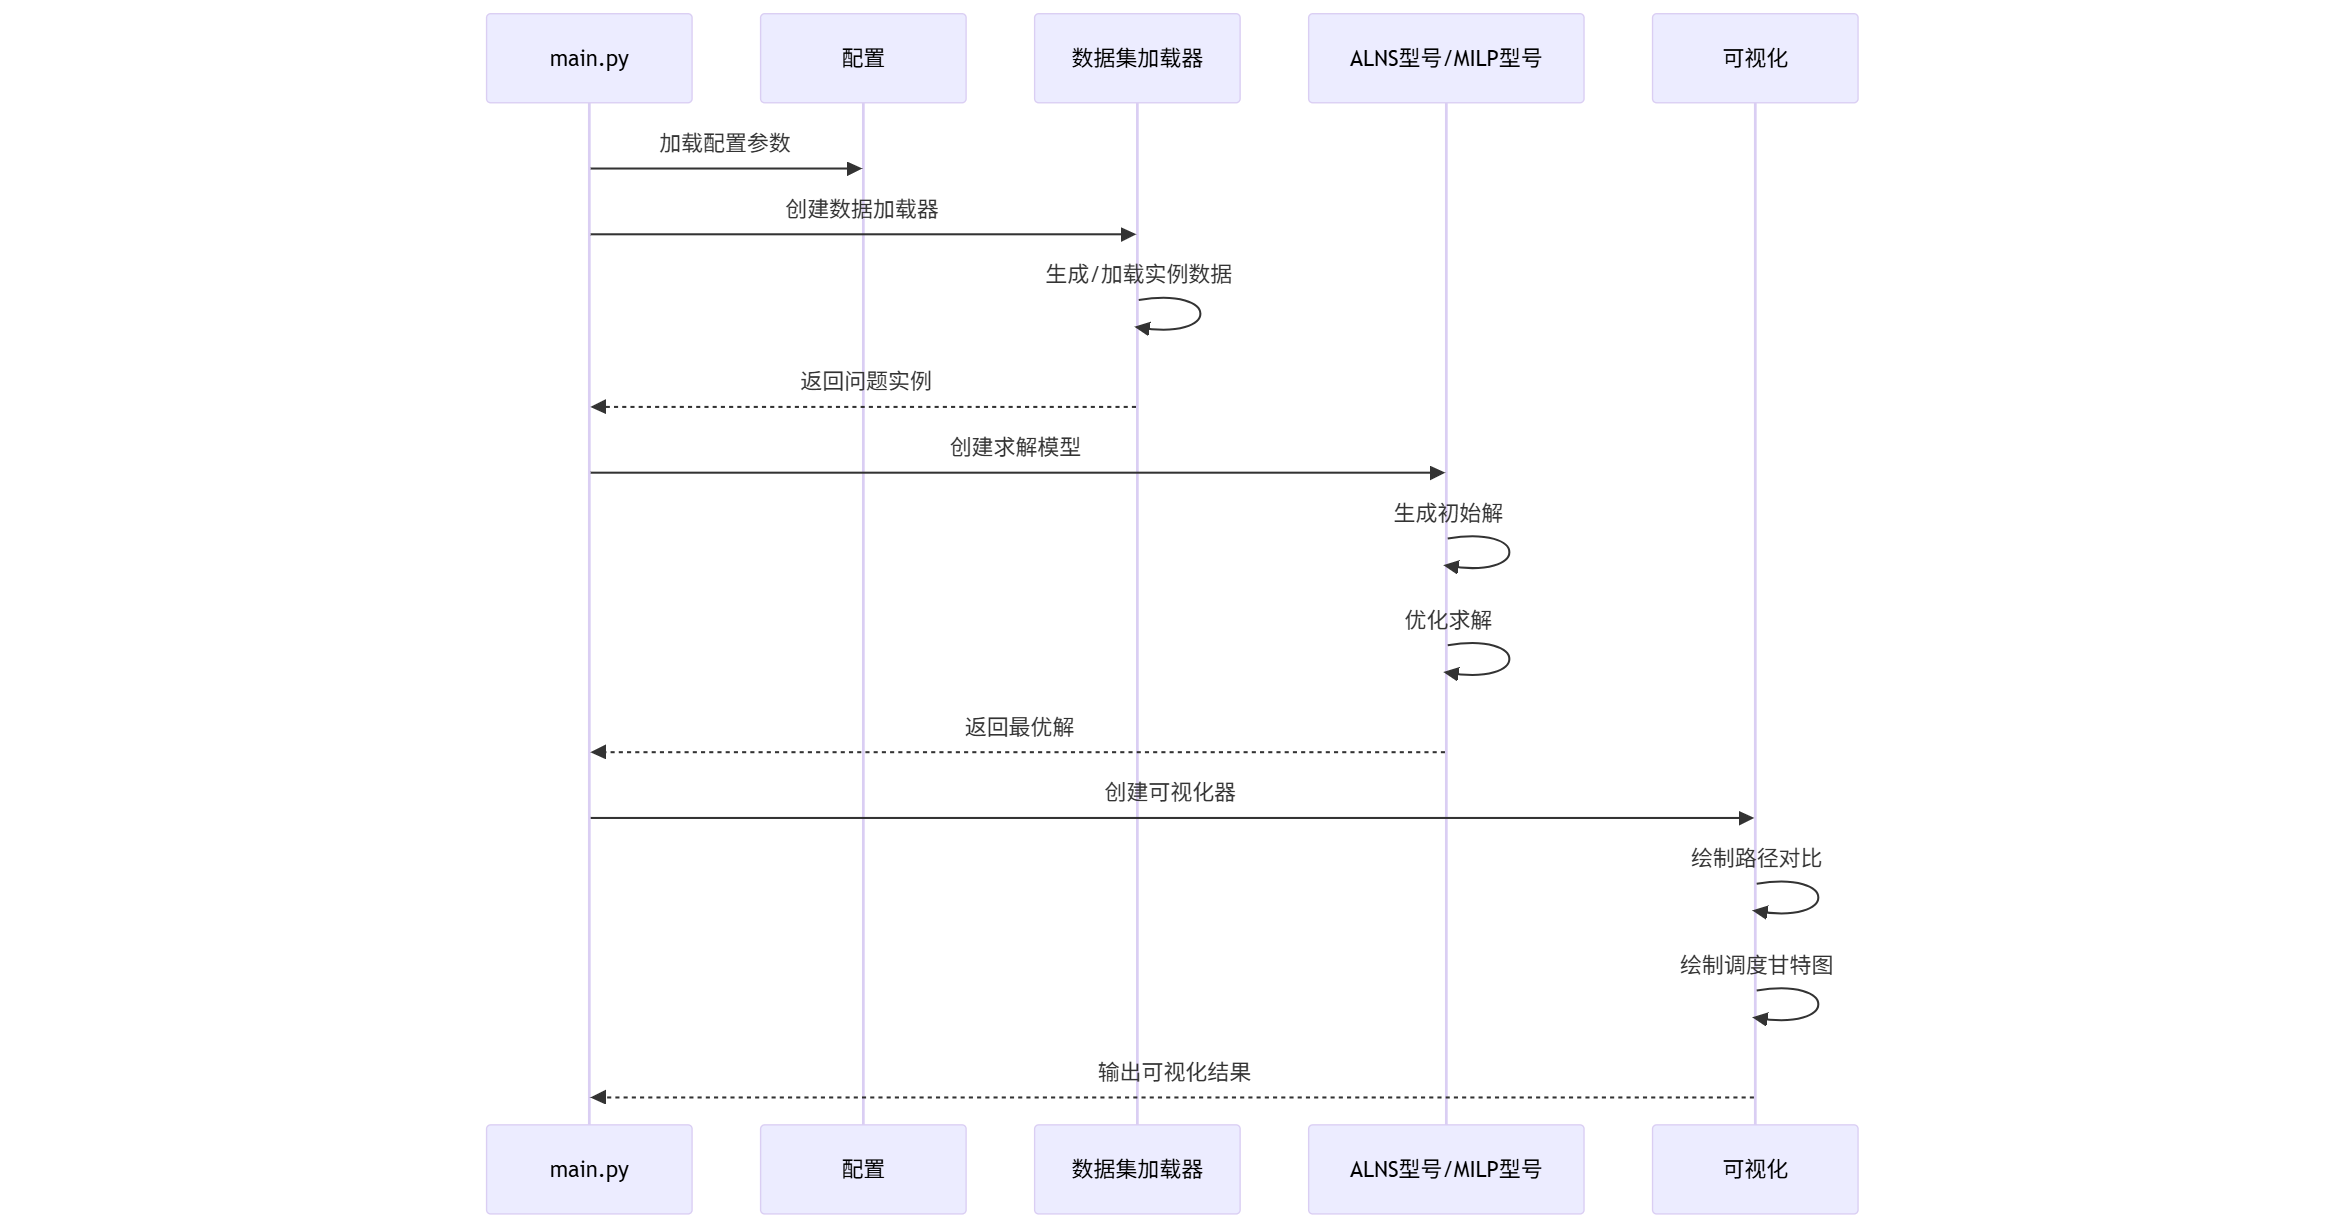 main.py
配置
数据集加载器
ALNS型号/MILP型号
可视化
加载配置参数
创建数据加载器
生成/加载实例数据
返回问题实例
创建求解模型
生成初始解
优化求解
返回最优解
创建可视化器
绘制路径对比
绘制调度甘特图
输出可视化结果
main.py
配置
数据集加载器
ALNS型号/MILP型号
可视化